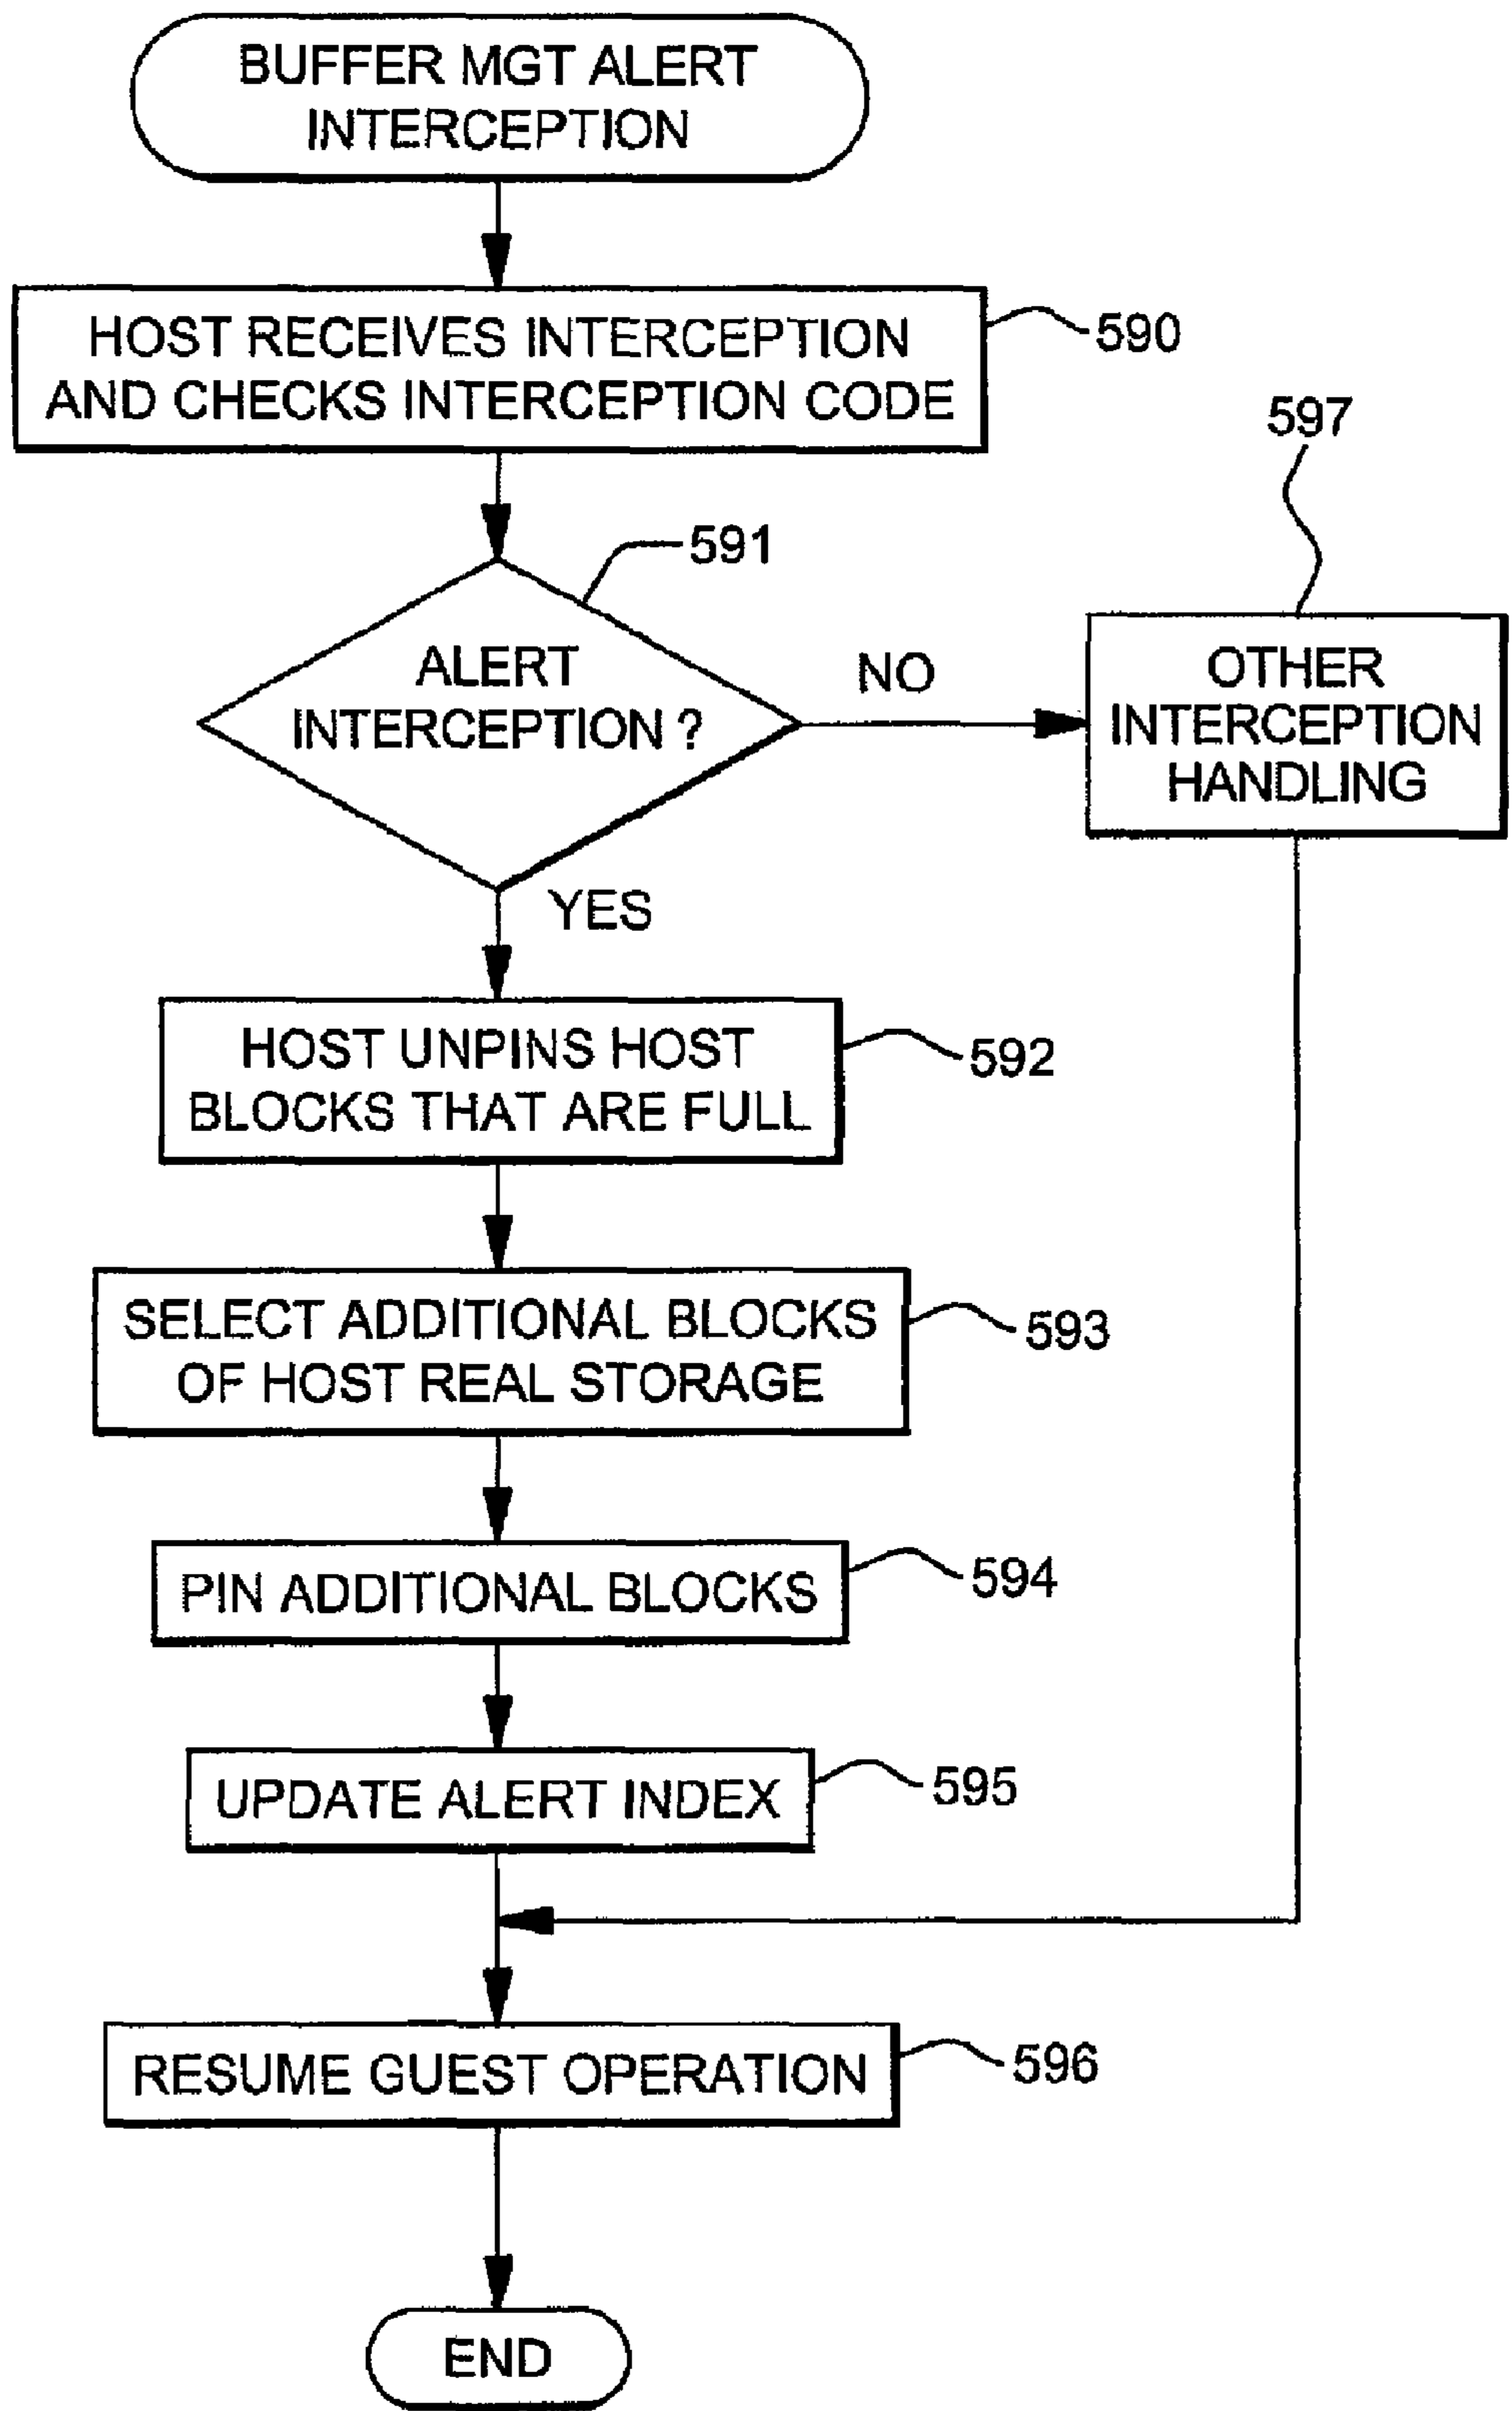 BUFFER MGT ALERT
INTERCEPTION
HOST RECEIVES INTERCEPTION
AND CHECKS INTERCEPTION CODE
590
597
591
ALERT
INTERCEPTION ?
NO
OTHER
INTERCEPTION
HANDLING
YES
HOST UNPINS HOST
BLOCKS THAT ARE FULL
592
SELECT ADDITIONAL BLOCKS
OF HOST REAL STORAGE
593
PIN ADDITIONAL BLOCKS
594
UPDATE ALERT INDEX
595
RESUME GUEST OPERATION
596
END